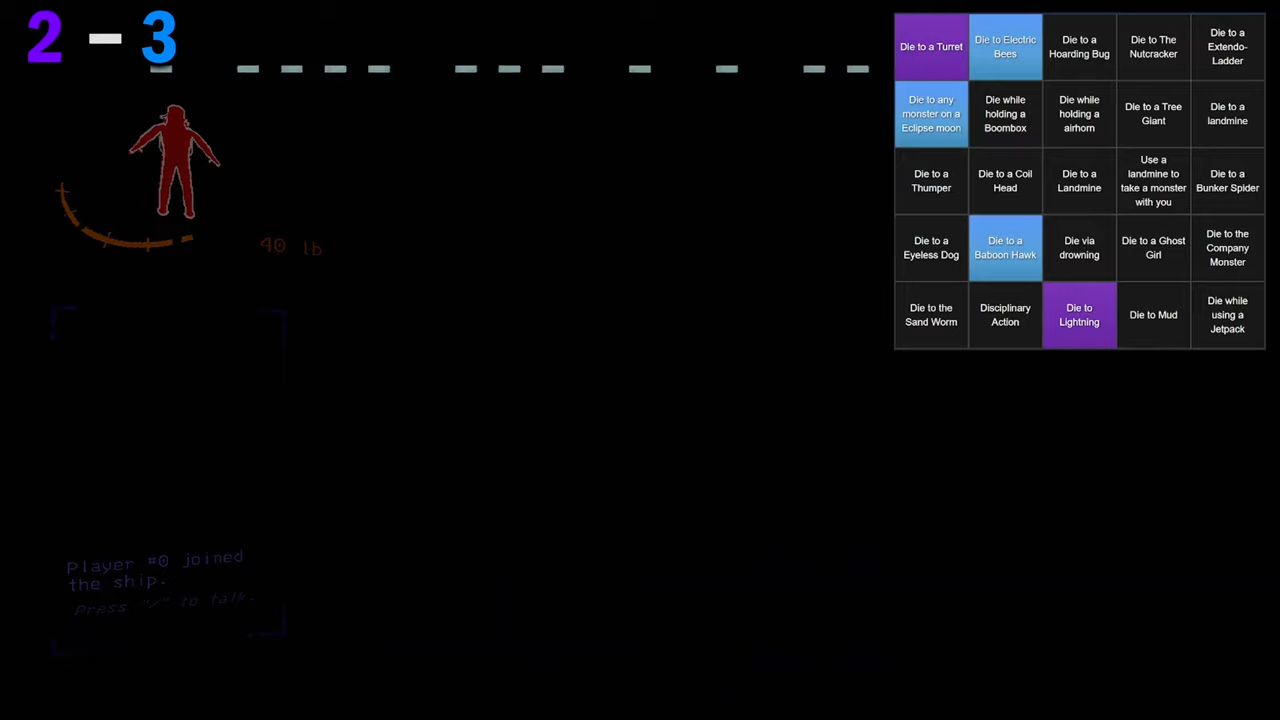 2 - 3
Die to a Turret
Die to Electric
Bees
Die to a
Hoarding Bug
Die to The
Nutcracker
Die to a
Extendo-
Ladder
Die to any
monster on a
Eclipse moon
Die while
holding a
Boombox
Die while
holding a
airhorn
Die to a Tree
Giant
Die to a
landmine
Die to a
Thumper
Die to a Coil
Head
Die to a
Landmine
Use a
landmine to
take a monster
with you
Die to a
Bunker Spider
Die to a
Eyeless Dog
Die to a
Baboon Hawk
Die via
drowning
Die to a Ghost
Girl
Die to the
Company
Monster
Die to the
Sand Worm
Disciplinary
Action
Die to
Lightning
Die to Mud
Die while
using a
Jetpack
40 lb
Player #0 joined
the ship.
Press "/" to talk.